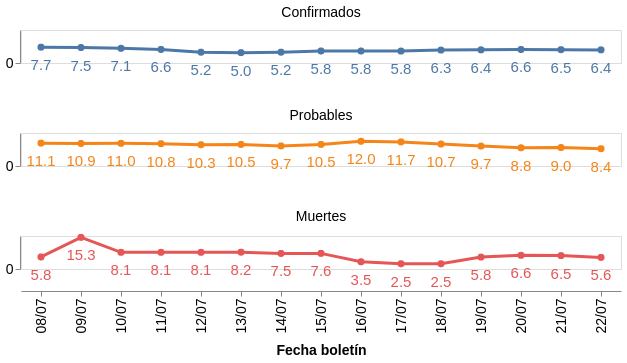 Confirmados
0
7.7 7.5 7.1 6.6 5.2 5.0 5.2 5.8 5.8 5.8 6.3 6.4 6.6 6.5 6.4
Probables
0
11.1 10.9 11.0 10.8 10.3 10.5 9.7 10.5 12.0 11.7 10.7 9.7 8.8 9.0 8.4
Muertes
0
5.8 15.3 8.1 8.1 8.1 8.2 7.5 7.6 3.5 2.5 2.5 5.8 6.6 6.5 5.6
08/07 09/07 10/07 11/07 12/07 13/07 14/07 15/07 16/07 17/07 18/07 19/07 20/07 21/07 22/07
Fecha boletín